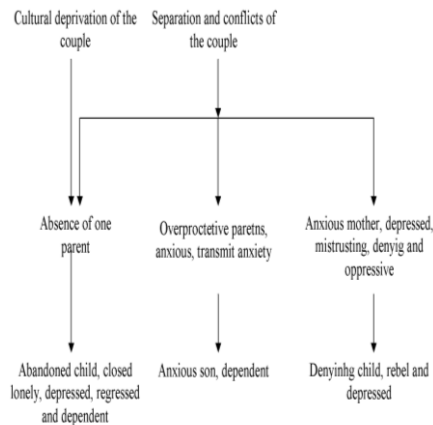 Cultural deprivation of the
couple
Separation and conflicts of
the couple
Absence of one
parent
Overproctetive paretns,
anxious, transmit anxiety
Anxious mother, depressed,
mistrusting, denyig and
oppressive
Abandoned child, closed
lonely, depressed, regressed
and dependent
Anxious son, dependent
Denyinhg child, rebel and
depressed